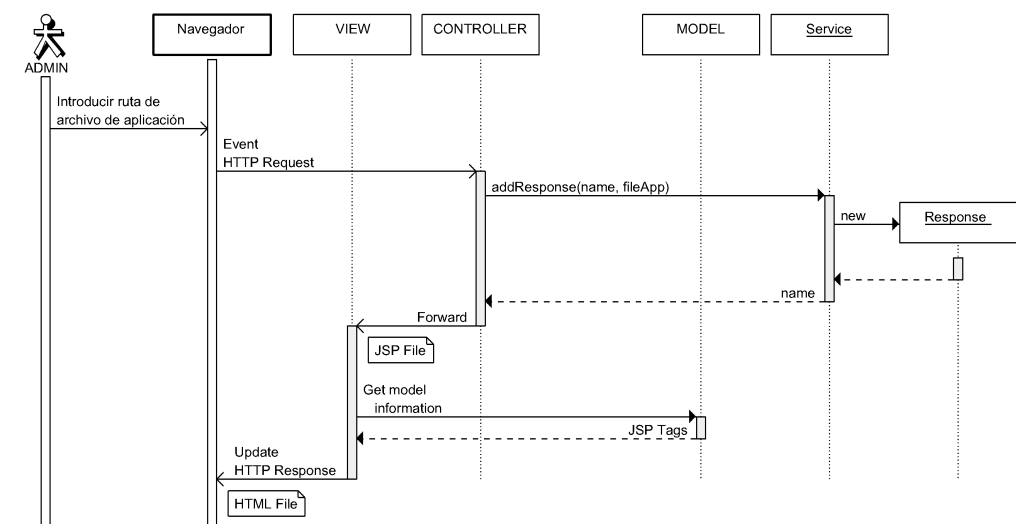 Navegador
VIEW
CONTROLLER
MODEL
Service
ADMIN
Introducir ruta de
archivo de aplicación
Event
HTTP Request
addResponse(name, fileApp)
new
Response
name
Forward
JSP File
Get model
information
JSP Tags
Update
HTTP Response
HTML File